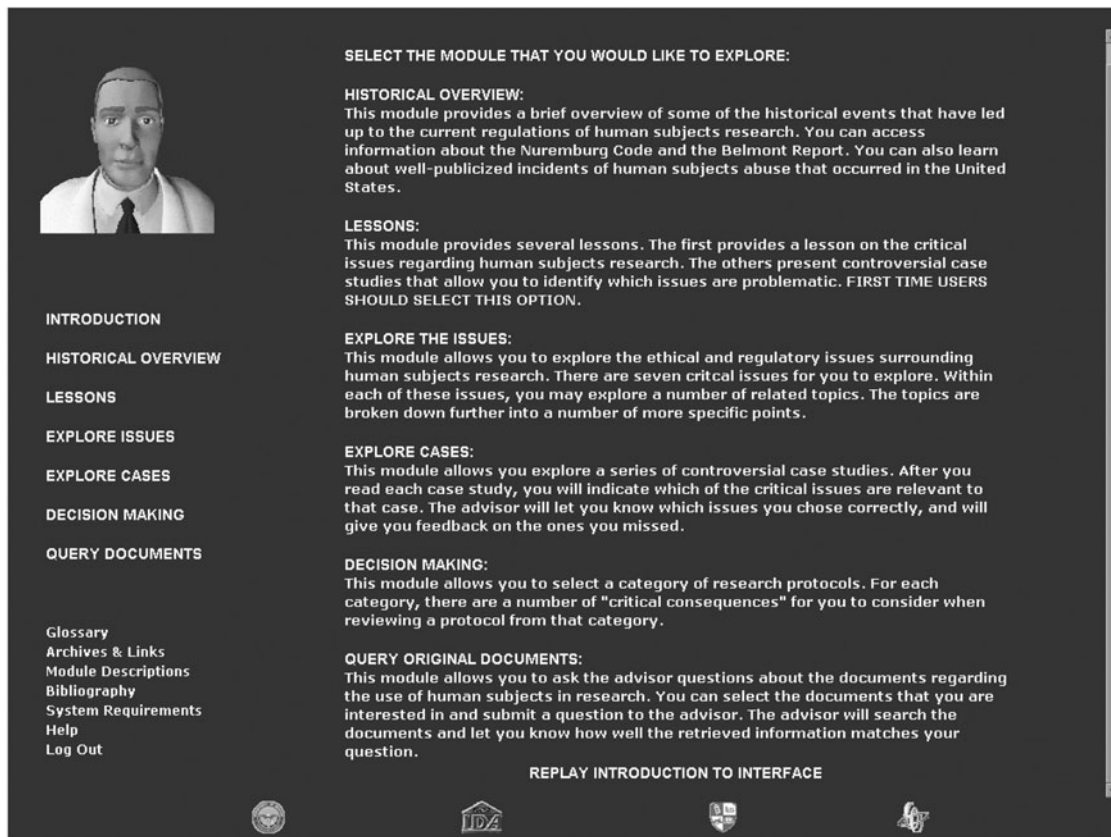 INTRODUCTION
HISTORICAL OVERVIEW
LESSONS
EXPLORE ISSUES
EXPLORE CASES
DECISION MAKING
QUERY DOCUMENTS
Glossary
Archives & Links
Module Descriptions
Bibliography
System Requirements
Help
Log Out
SELECT THE MODULE THAT YOU WOULD LIKE TO EXPLORE:
HISTORICAL OVERVIEW:
This module provides a brief overview of some of the historical events that have led
up to the current regulations of human subjects research. You can access
information about the Nuremburg Code and the Belmont Report. You can also learn
about well-publicized incidents of human subjects abuse that occurred in the United
States.
LESSONS:
This module provides several lessons. The first provides a lesson on the critical
issues regarding human subjects research. The others present controversial case
studies that allow you to identify which issues are problematic. FIRST TIME USERS
SHOULD SELECT THIS OPTION.
EXPLORE THE ISSUES:
This module allows you to explore the ethical and regulatory issues surrounding
human subjects research. There are seven critcal issues for you to explore. Within
each of these issues, you may explore a number of related topics. The topics are
broken down further into a number of more specific points.
EXPLORE CASES:
This module allows you explore a series of controversial case studies. After you
read each case study, you will indicate which of the critical issues are relevant to
that case. The advisor will let you know which issues you chose correctly, and will
give you feedback on the ones you missed.
DECISION MAKING:
This module allows you to select a category of research protocols. For each
category, there are a number of "critical consequences" for you to consider when
reviewing a protocol from that category.
QUERY ORIGINAL DOCUMENTS:
This module allows you to ask the advisor questions about the documents regarding
the use of human subjects in research. You can select the documents that you are
interested in and submit a question to the advisor. The advisor will search the
documents and let you know how well the retrieved information matches your
question.
REPLAY INTRODUCTION TO INTERFACE
IDA